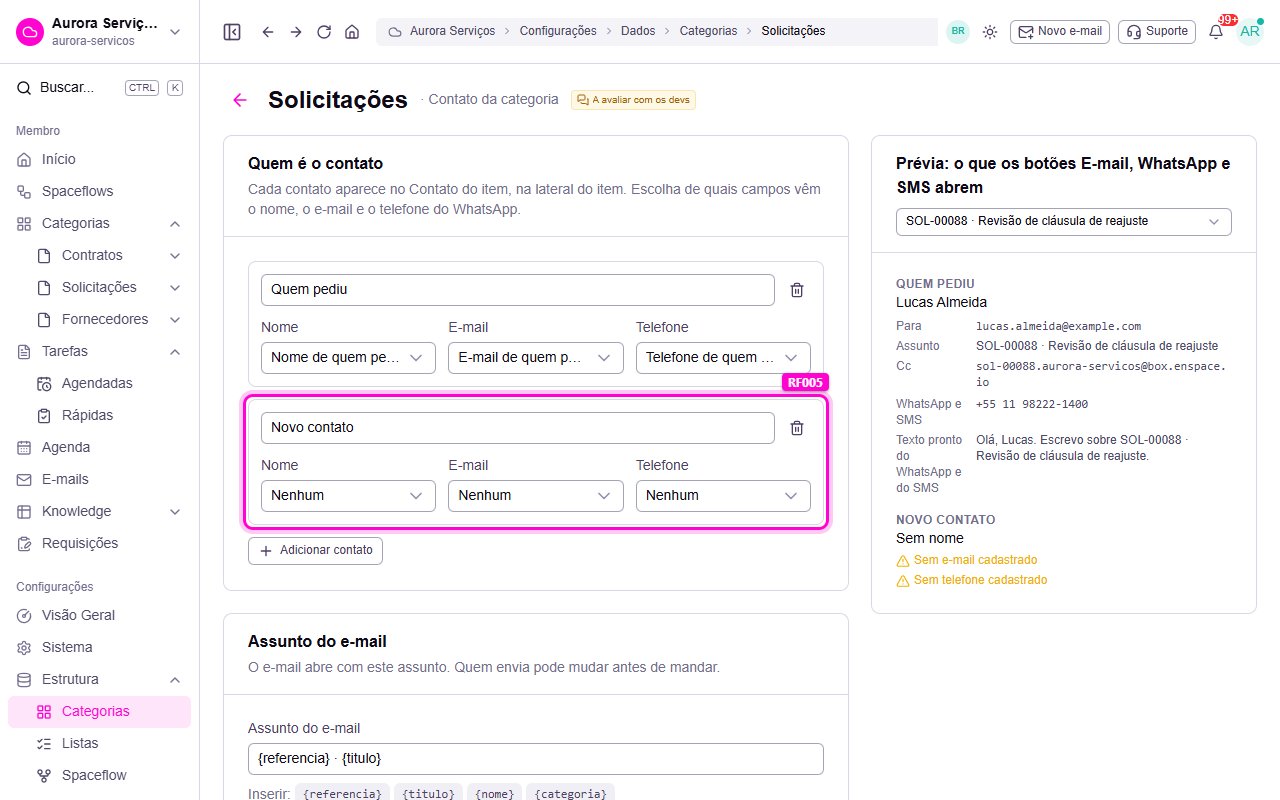 Aurora Serviç...
aurora-servicos
Aurora Serviços > Configurações > Dados > Categorias > Solicitações
BR
Novo e-mail
Suporte
99+
AR
Buscar...
CTRL
K
Membro
Início
Spaceflows
Categorias
Contratos
Solicitações
Fornecedores
Tarefas
Agendadas
Rápidas
Agenda
E-mails
Knowledge
Requisições
Configurações
Visão Geral
Sistema
Estrutura
Categorias
Listas
Spaceflow
Solicitações · Contato da categoria
A avaliar com os devs
Quem é o contato
Cada contato aparece no Contato do item, na lateral do item. Escolha de quais campos vêm
o nome, o e-mail e o telefone do WhatsApp.
Quem pediu
Nome E-mail Telefone
Nome de quem pe... E-mail de quem p... Telefone de quem ...
RF005
Novo contato
Nome E-mail Telefone
Nenhum Nenhum Nenhum
Adicionar contato
Assunto do e-mail
O e-mail abre com este assunto. Quem envia pode mudar antes de mandar.
Assunto do e-mail
{referencia} · {titulo}
Inserir: {referencia} {titulo} {nome} {categoria}
Prévia: o que os botões E-mail, WhatsApp e
SMS abrem
SOL-00088 · Revisão de cláusula de reajuste
QUEM PEDIU
Lucas Almeida
Para lucas.almeida@example.com
Assunto SOL-00088 · Revisão de cláusula de reajuste
Cc sol-00088.aurora-servicos@box.enspace.
io
WhatsApp e +55 11 98222-1400
SMS
Texto pronto Olá, Lucas. Escrevo sobre SOL-00088 ·
do Revisão de cláusula de reajuste.
WhatsApp e
do SMS
NOVO CONTATO
Sem nome
Sem e-mail cadastrado
Sem telefone cadastrado